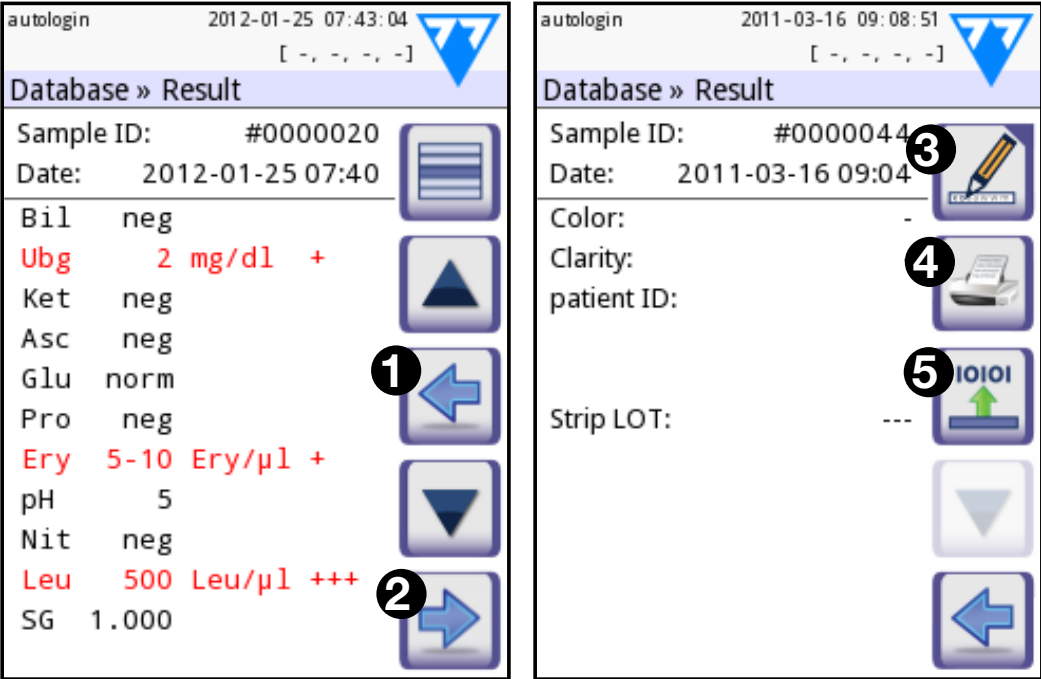 autologin 2012-01-25 07:43:04
[ -, -, -, -]
Database » Result
Sample ID: #0000020
Date: 2012-01-25 07:40
Bil neg
Ubg 2 mg/dl +
Ket neg
Asc neg
Glu norm
Pro neg
Ery 5-10 Ery/µl +
pH 5
Nit neg
Leu 500 Leu/µl +++
SG 1.000
1
2
autologin 2011-03-16 09:08:51
[ -, -, -, -]
Database » Result
Sample ID: #0000044
Date: 2011-03-16 09:04
Color: -
Clarity:
patient ID:
Strip LOT: ---
3
4
5
IOIOI